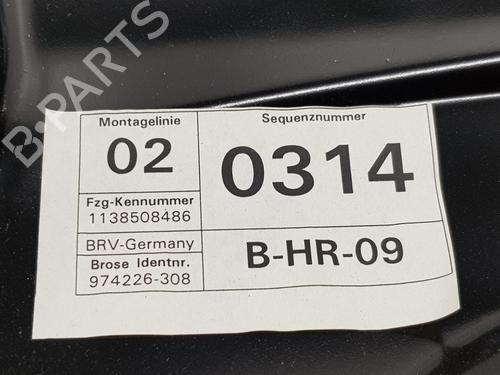 Montagelinie
02
Sequenznummer
0314
Fzg-Kennummer
1138508486
BRV-Germany
Brose Identnr.
974226-308
B-HR-09
B-PARTS